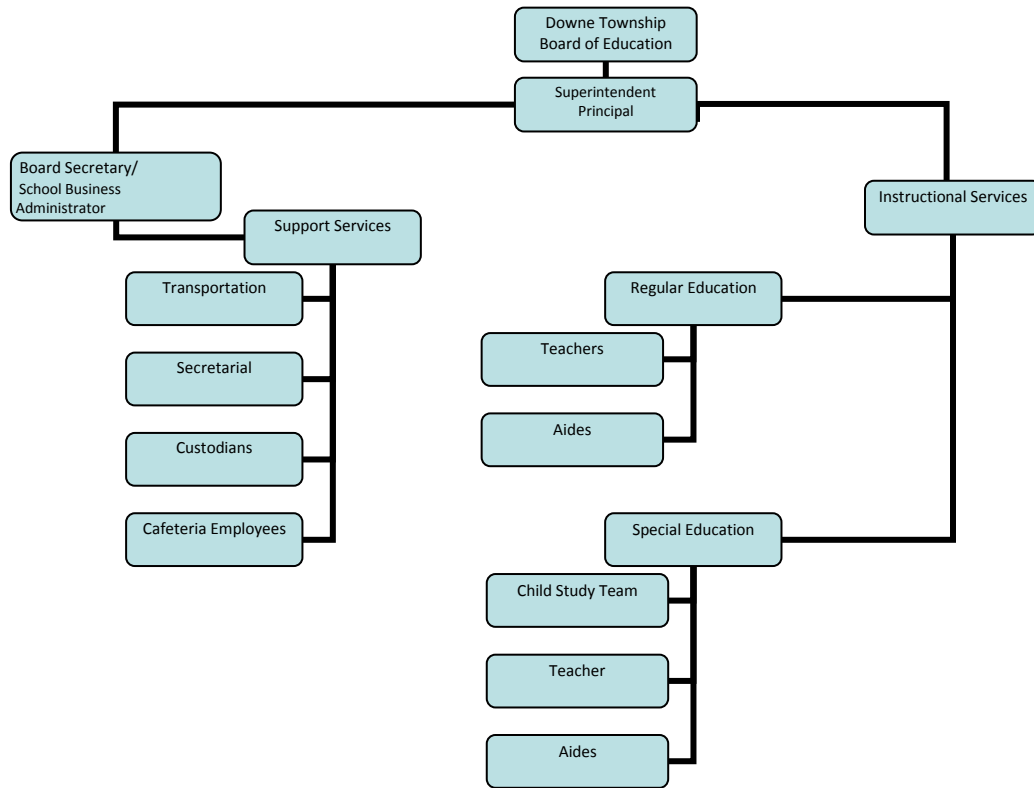 Downe Township
Board of Education
Superintendent
Principal
Board Secretary/
School Business
Administrator
Instructional Services
Support Services
Transportation
Secretarial
Custodians
Cafeteria Employees
Regular Education
Teachers
Aides
Special Education
Child Study Team
Teacher
Aides